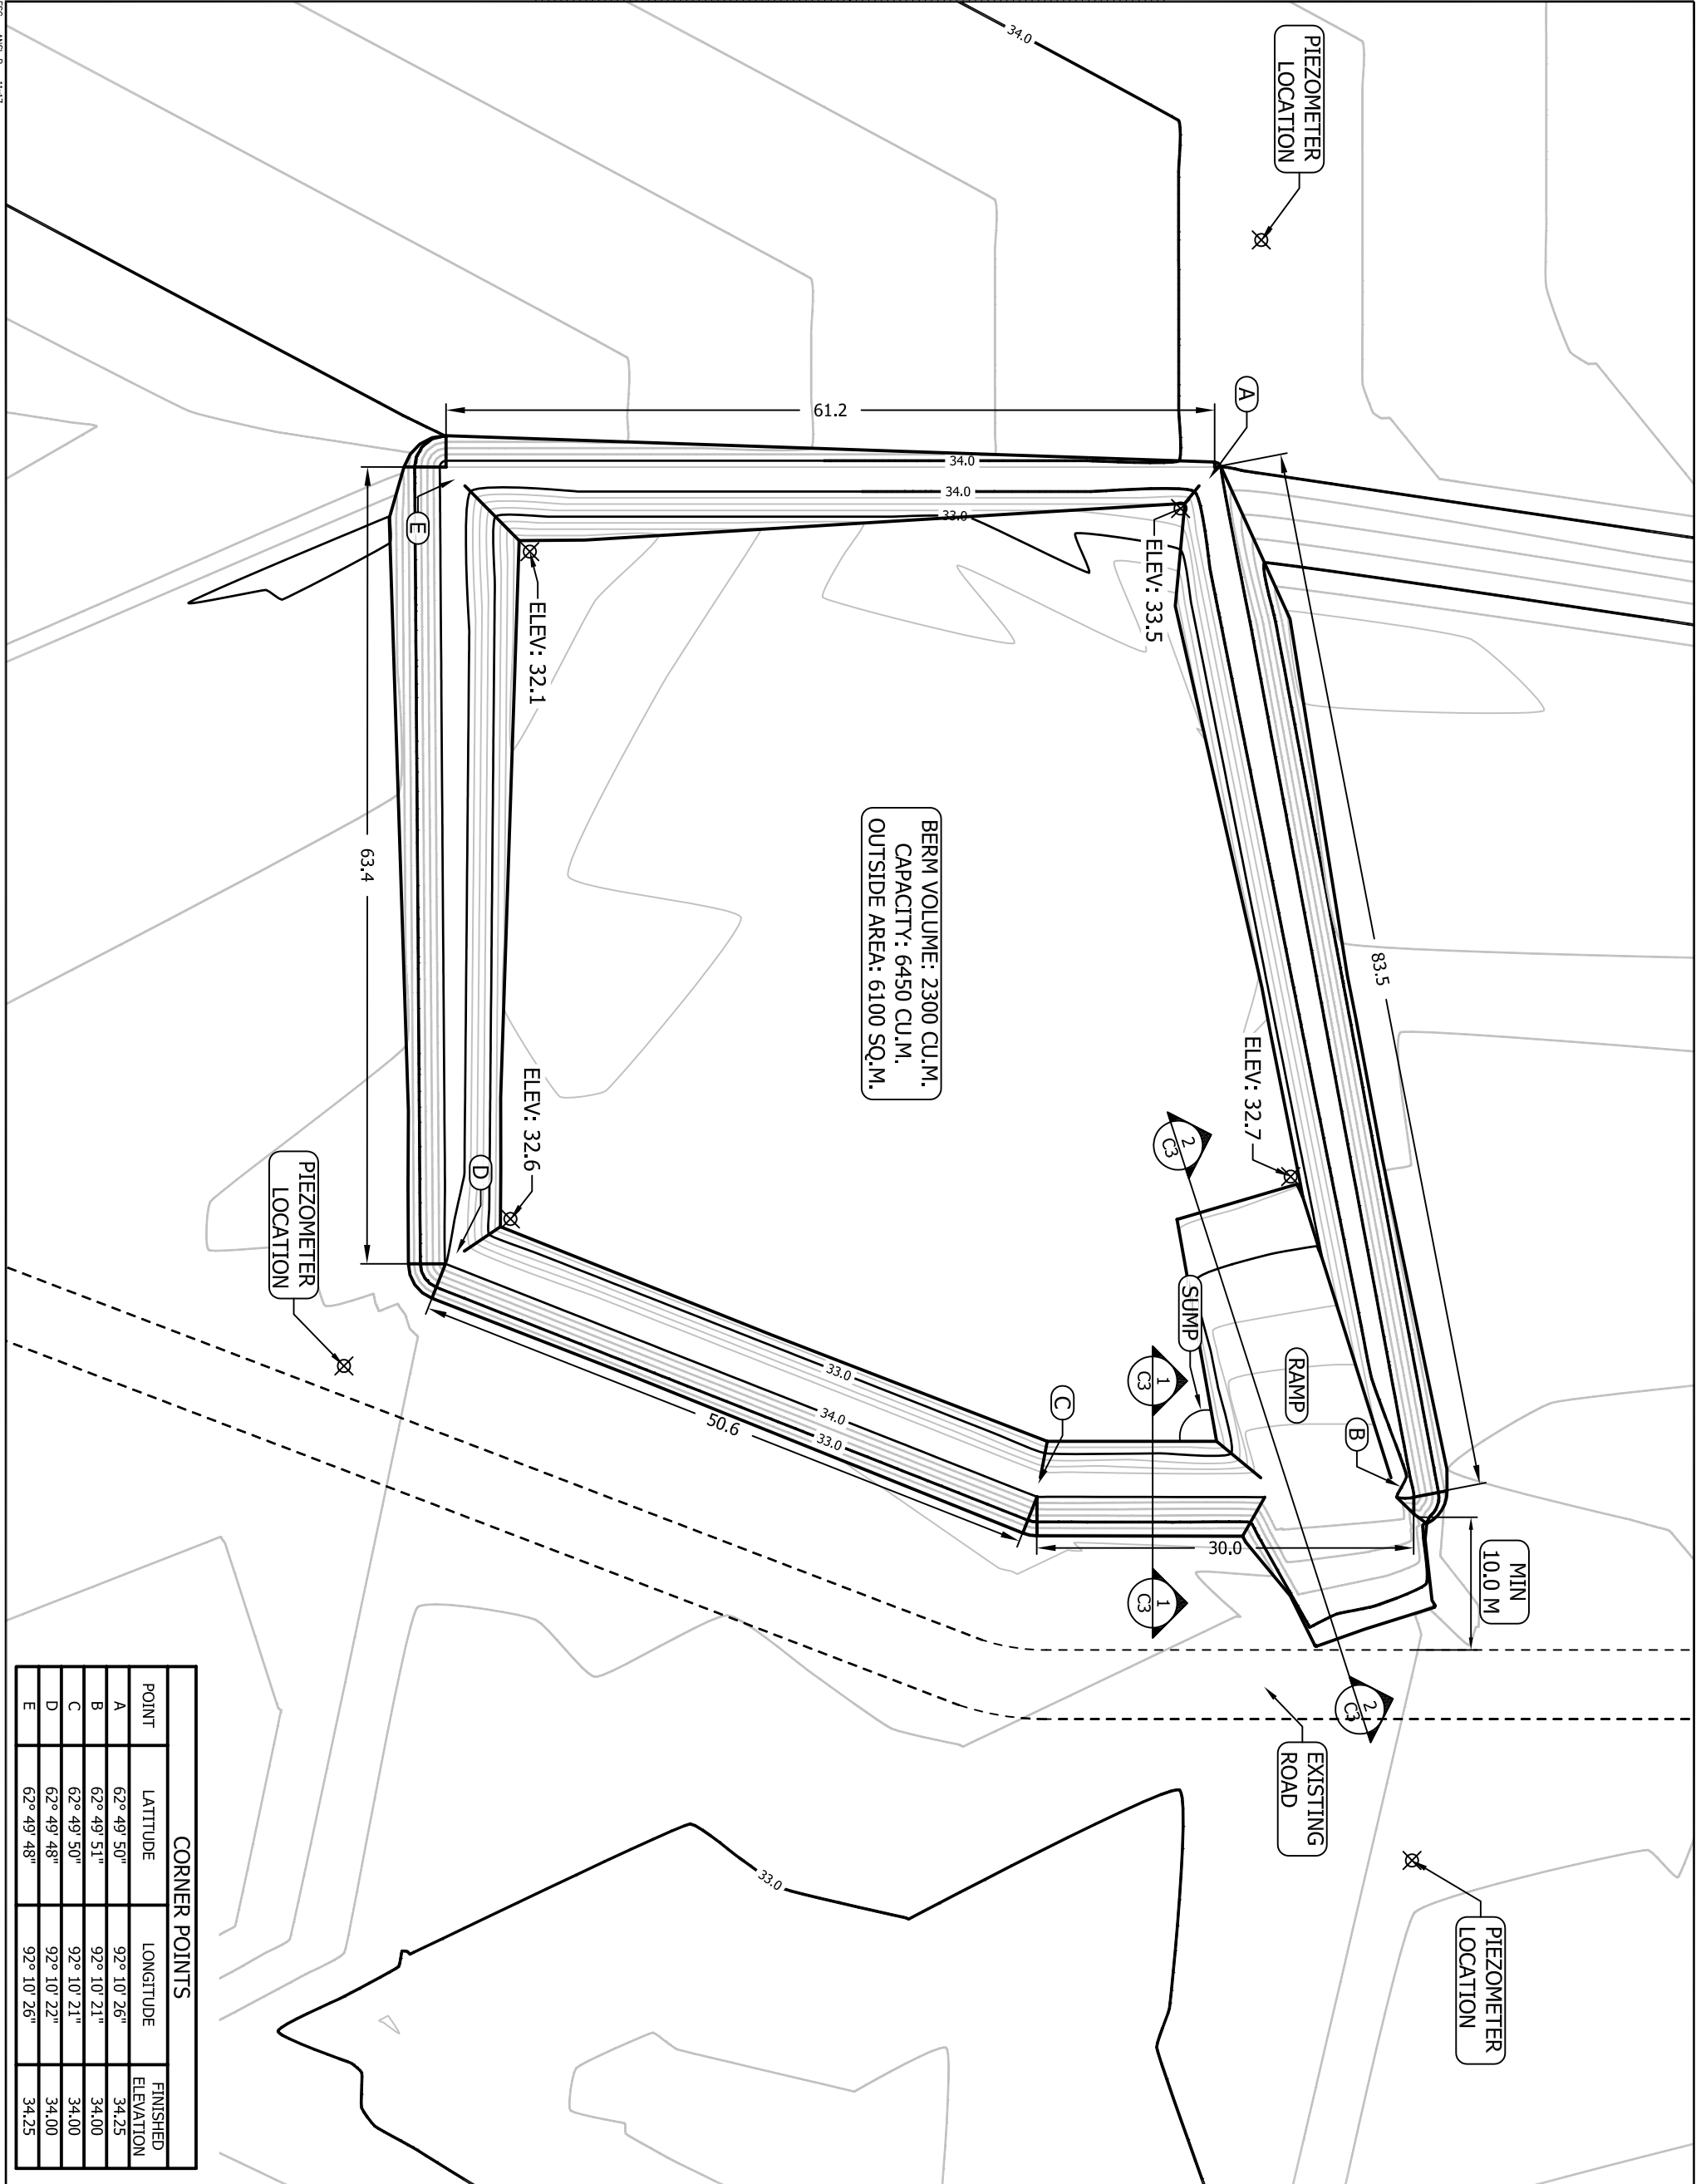 PIEZOMETER
LOCATION
34.0
A
61.2
34.0
34.0
33.0
E
ELEV: 33.5
ELEV: 32.1
83.5
63.4
BERM VOLUME: 2300 CU.M.
CAPACITY: 6450 CU.M.
OUTSIDE AREA: 6100 SQ.M.
ELEV: 32.7
ELEV: 32.6
2
C3
D
PIEZOMETER
LOCATION
SUMP
RAMP
B
1
C3
C
33.0
34.0
33.0
50.6
30.0
MIN
10.0 M
1
C3
2
C3
EXISTING
ROAD
PIEZOMETER
LOCATION
33.0
CORNER POINTS
POINT LATITUDE LONGITUDE FINISHED ELEVATION
A 62° 49' 50" 92° 10' 26" 34.25
B 62° 49' 51" 92° 10' 21" 34.00
C 62° 49' 50" 92° 10' 21" 34.00
D 62° 49' 48" 92° 10' 22" 34.00
E 62° 49' 48" 92° 10' 26" 34.25